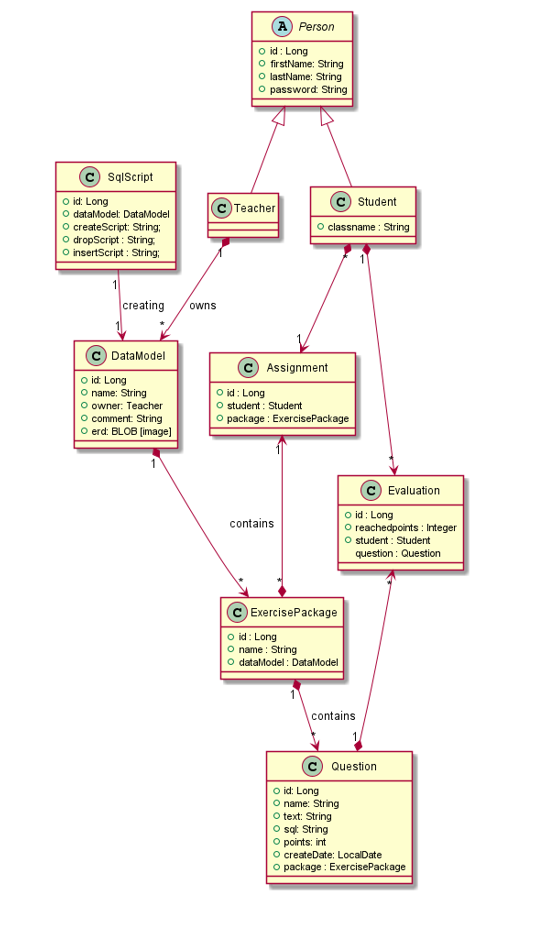 A Person
id : Long
firstName: String
lastName: String
password: String
C SqlScript
id: Long
dataModel: DataModel
createScript: String;
dropScript : String;
insertScript : String;
C Teacher
C Student
classname : String
1
creating
1
1
owns
*
*
1
1
*
C DataModel
id: Long
name: String
owner: Teacher
comment: String
erd: BLOB [image]
C Assignment
id : Long
student : Student
package : ExercisePackage
C Evaluation
id : Long
reachedpoints : Integer
student : Student
question : Question
1
*
1
contains
*
C ExercisePackage
id : Long
name : String
dataModel : DataModel
1
contains
*
1
*
C Question
id: Long
name: String
text: String
sql: String
points: int
createDate: LocalDate
package : ExercisePackage